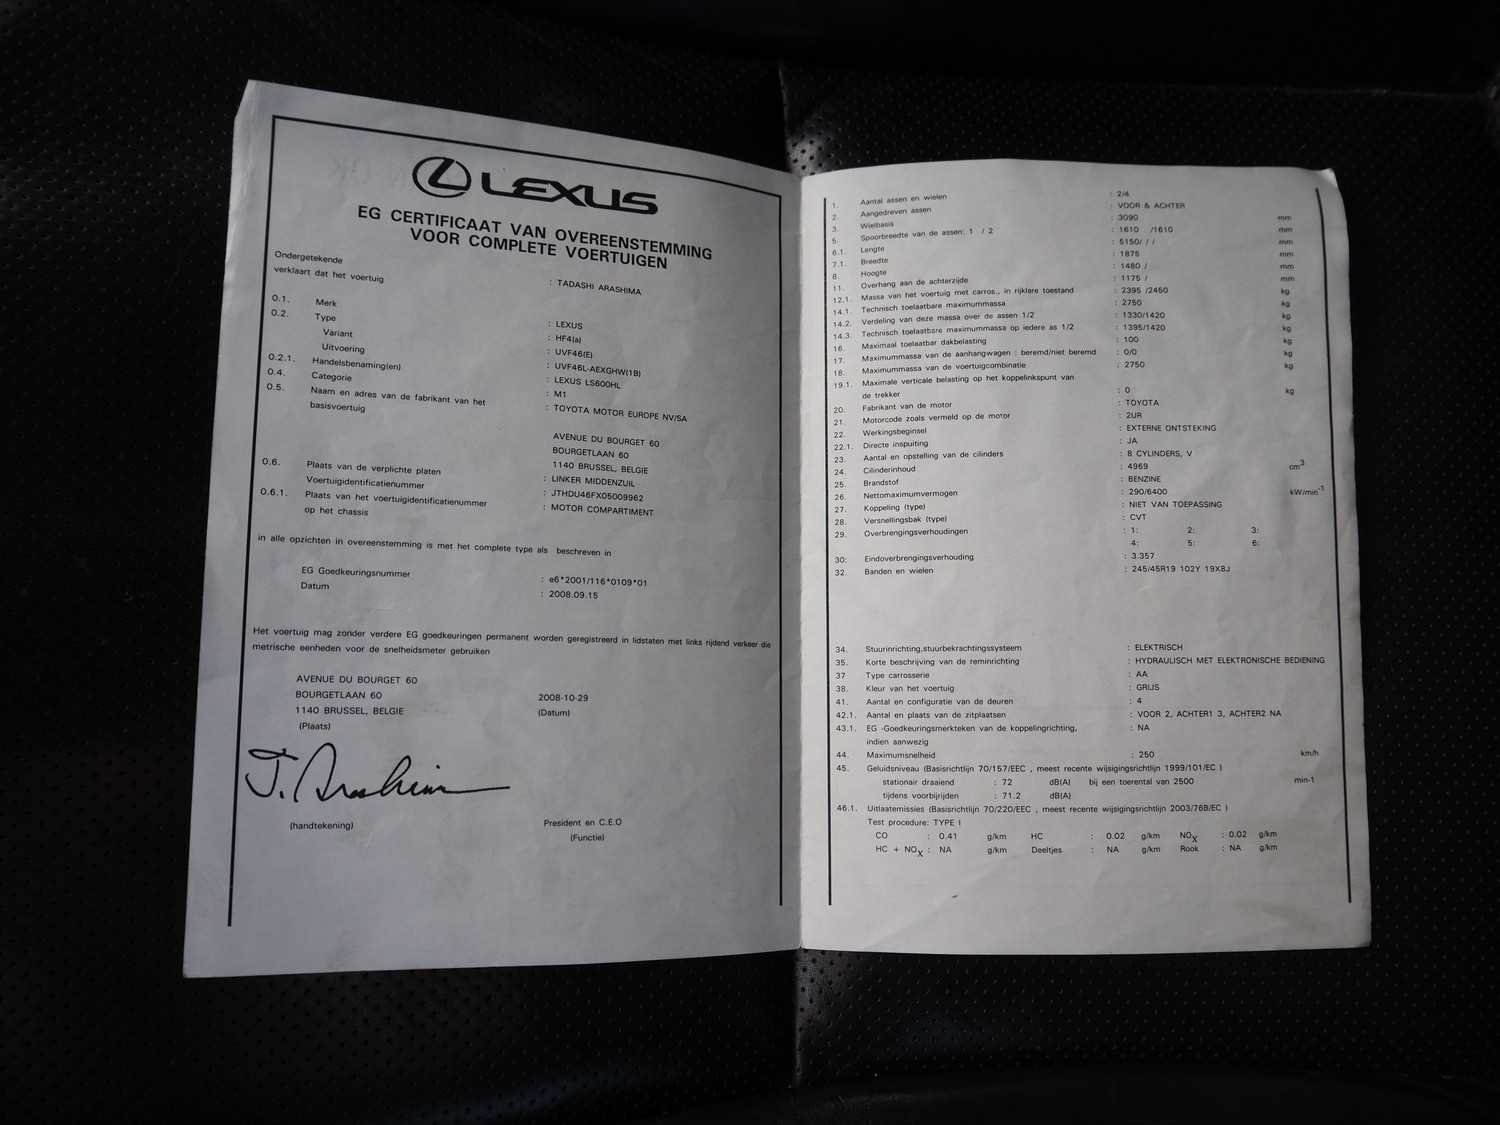 LEXUS
EG CERTIFICAAT VAN OVEREENSTEMMING
VOOR COMPLETE VOERTUIGEN
Ondergetekende : TADASHI ARASHIMA
verklaart dat het voertuig
0.1. Merk : LEXUS
0.2. Type : HF4(a)
Variant : UVF46(E)
Uitvoering : UVF46L-AEXGHW(1B)
0.2.1. Handelsbenaming(en) : LEXUS LS600HL
0.4. Categorie : M1
0.5. Naam en adres van de fabrikant van het : TOYOTA MOTOR EUROPE NV/SA
basisvoertuig
AVENUE DU BOURGET 60
BOURGETLAAN 60
1140 BRUSSEL, BELGIE
0.6. Plaats van de verplichte platen : LINKER MIDDENZUIL
Voertuigidentificatienummer : JTHDU46FX05009962
0.6.1. Plaats van het voertuigidentificatienummer : MOTOR COMPARTIMENT
op het chassis
in alle opzichten in overeenstemming is met het complete type als beschreven in
EG Goedkeuringsnummer : e6*2001/116*0109*01
Datum : 2008.09.15
Het voertuig mag zonder verdere EG goedkeuringen permanent worden geregistreerd in lidstaten met links rijdend verkeer die
metrische eenheden voor de snelheidsmeter gebruiken
AVENUE DU BOURGET 60
BOURGETLAAN 60 2008-10-29
1140 BRUSSEL, BELGIE (Datum)
(Plaats)
T. Arashima
(handtekening) President en C.E.O
(Functie)
1. Aantal assen en wielen : 2/4
2. Aangedreven assen : VOOR & ACHTER
3. Wielbasis : 3090 mm
5. Spoorbreedte van de assen: 1 / 2 : 1610 /1610 mm
6.1. Lengte : 5150/ / / mm
7.1. Breedte : 1875 mm
8. Hoogte : 1480 / mm
11. Overhang aan de achterzijde : 1175 / mm
12.1. Massa van het voertuig met carros., in rijklare toestand : 2395 /2450 kg
14.1. Technisch toelaatbare maximummassa : 2750 kg
14.2. Verdeling van deze massa over de assen 1/2 : 1330/1420 kg
14.3. Technisch toelaatbare maximummassa op iedere as 1/2 : 1395/1420 kg
16. Maximaal toelaatbar dakbelasting : 100 kg
17. Maximummassa van de aanhangwagen : beremd/niet beremd : 0/0 kg
18. Maximummassa van de voertuigcombinatie : 2750 kg
19.1. Maximale verticale belasting op het koppelinkspunt van
de trekker : 0 kg
20. Fabrikant van de motor : TOYOTA
21. Motorcode zoals vermeld op de motor : 2UR
22. Werkingsbeginsel : EXTERNE ONTSTEKING
22.1. Directe inspuiting : JA
23. Aantal en opstelling van de cilinders : 8 CYLINDERS, V
24. Cilinderinhoud : 4969 cm3
25. Brandstof : BENZINE
26. Nettomaximumvermogen : 290/6400 kW/min-1
27. Koppeling (type) : NIET VAN TOEPASSING
28. Versnellingsbak (type) : CVT
29. Overbrengingsverhoudingen : 1: 2: 3:
4: 5: 6:
30: Eindoverbrengingsverhouding : 3.357
32. Banden en wielen : 245/45R19 102Y 19X8J
34. Stuurinrichting,stuurbekrachtingssysteem : ELEKTRISCH
35. Korte beschrijving van de reminrichting : HYDRAULISCH MET ELEKTRONISCHE BEDIENING
37 Type carrosserie : AA
38. Kleur van het voertuig : GRIJS
41. Aantal en configuratie van de deuren : 4
42.1. Aantal en plaats van de zitplaatsen : VOOR 2, ACHTER1 3, ACHTER2 NA
43.1. EG -Goedkeuringsmerkteken van de koppelingrichting, : NA
indien aanwezig
44. Maximumsnelheid : 250 km/h
45. Geluidsniveau (Basisrichtlijn 70/157/EEC , meest recente wijsigingsrichtlijn 1999/101/EC )
stationair draaiend : 72 dB(A) bij een toerental van 2500 min-1
tijdens voorbijrijden : 71.2 dB(A)
46.1. Uitlaatemissies (Basisrichtlijn 70/220/EEC , meest recente wijsigingsrichtlijn 2003/76B/EC )
Test procedure: TYPE I
CO : 0.41 g/km HC : 0.02 g/km NOX : 0.02 g/km
HC + NOX : NA g/km Deeltjes : NA g/km Rook : NA g/km